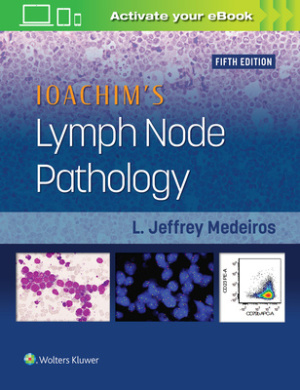 Activate your eBook
FIFTH EDITION
IOACHIM'S
Lymph Node
Pathology
L. Jeffrey Medeiros
Wolters Kluwer